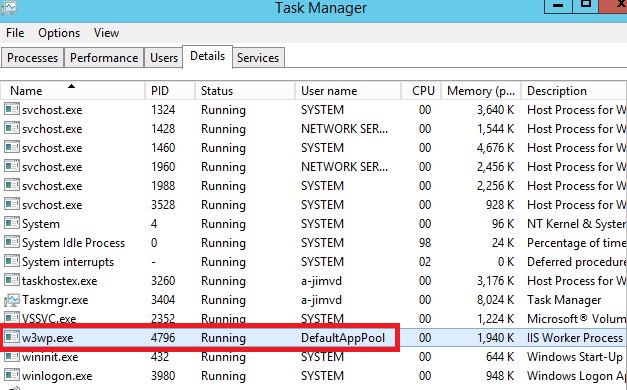 Task Manager
File Options View
Processes Performance Users Details Services
Name PID Status User name CPU Memory (p... Description
svchost.exe 1324 Running SYSTEM 00 3,640 K Host Process for W
svchost.exe 1428 Running NETWORK SER... 00 1,544 K Host Process for W
svchost.exe 1460 Running SYSTEM 00 4,676 K Host Process for W
svchost.exe 1960 Running NETWORK SER... 00 2,456 K Host Process for W
svchost.exe 1988 Running SYSTEM 00 2,256 K Host Process for W
svchost.exe 3528 Running SYSTEM 00 928 K Host Process for W
System 4 Running SYSTEM 00 96 K NT Kernel & System
System Idle Process 0 Running SYSTEM 98 24 K Percentage of time
System interrupts - Running SYSTEM 02 0 K Deferred procedure
taskhostex.exe 3260 Running a-jimvd 00 3,176 K Host Process for W
Taskmgr.exe 3404 Running a-jimvd 00 8,024 K Task Manager
VSSVC.exe 2352 Running SYSTEM 00 1,224 K Microsoft® Volum
w3wp.exe 4796 Running DefaultAppPool 00 1,940 K IIS Worker Process
wininit.exe 432 Running SYSTEM 00 644 K Windows Start-Up
winlogon.exe 3980 Running SYSTEM 00 920 K Windows Logon A